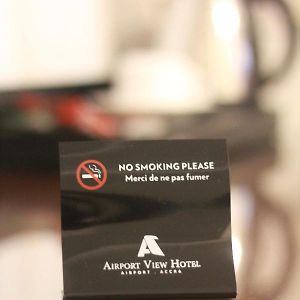 NO SMOKING PLEASE
Merci de ne pas fumer
AIRPORT VIEW HOTEL
AIRPORT . ACCRA